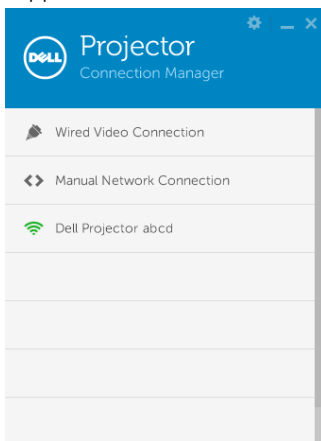 DELL
Projector
Connection Manager
Wired Video Connection
Manual Network Connection
Dell Projector abcd